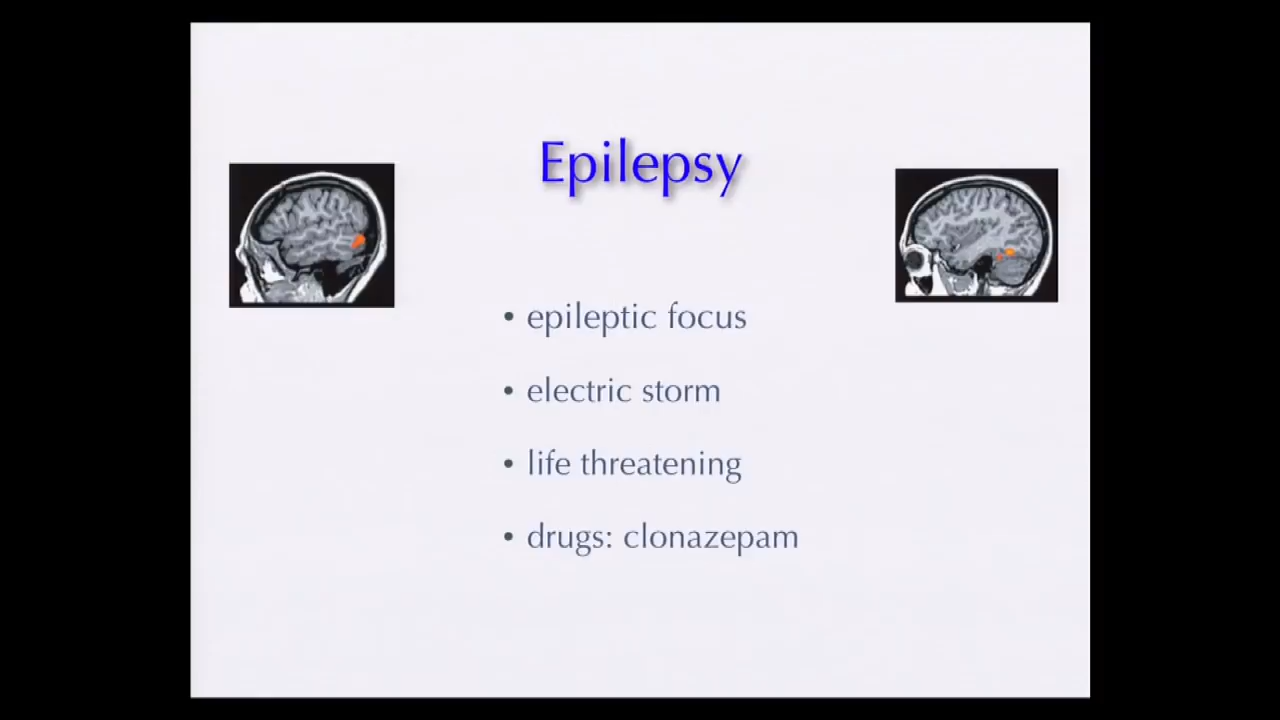 Epilepsy
• epileptic focus
• electric storm
• life threatening
• drugs: clonazepam